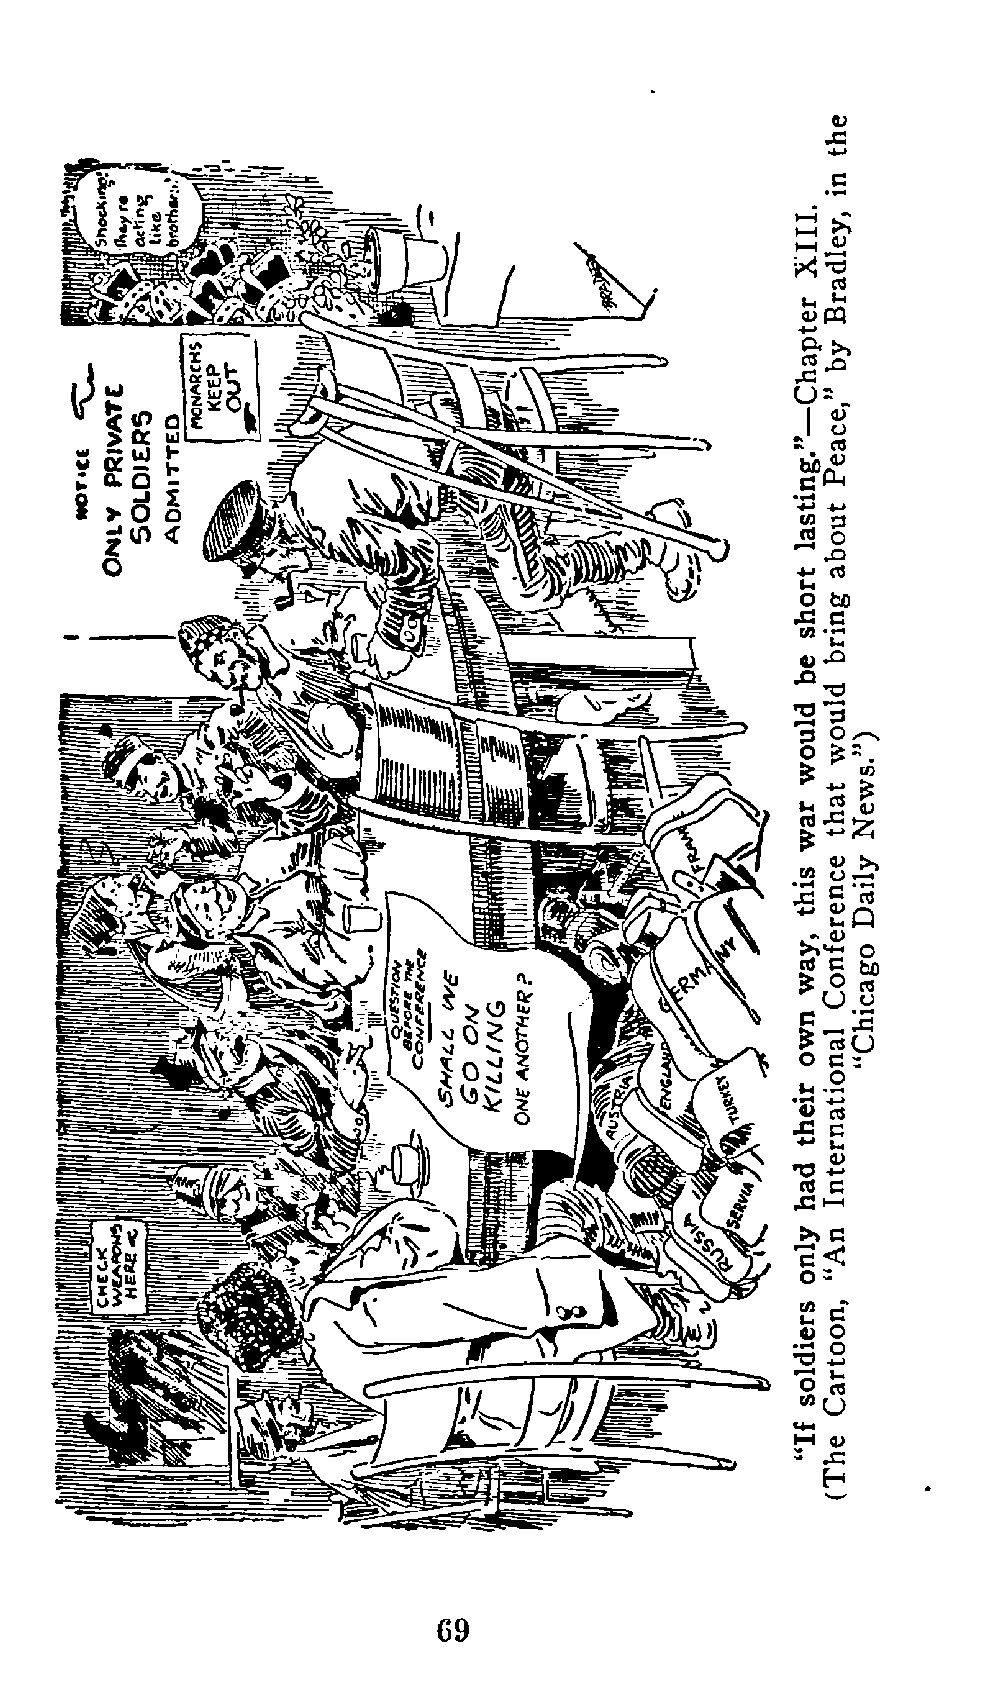 CHECK
WEAPONS
HERE
NOTICE
ONLY PRIVATE
SOLDIERS
ADMITTED
MONARCHS
KEEP
OUT
Shocking!
They're
acting
like
brothers!
QUESTION
BEFORE THE
CONFERENCE
SHALL WE
GO ON
KILLING
ONE ANOTHER?
AUSTRIA
ENGLAND
GERMANY
FRAN
TURKEY
RUSSIA
SERVIA
"If soldiers only had their own way, this war would be short lasting."—Chapter XIII.
(The Cartoon, "An International Conference that would bring about Peace," by Bradley, in the
"Chicago Daily News.")
69